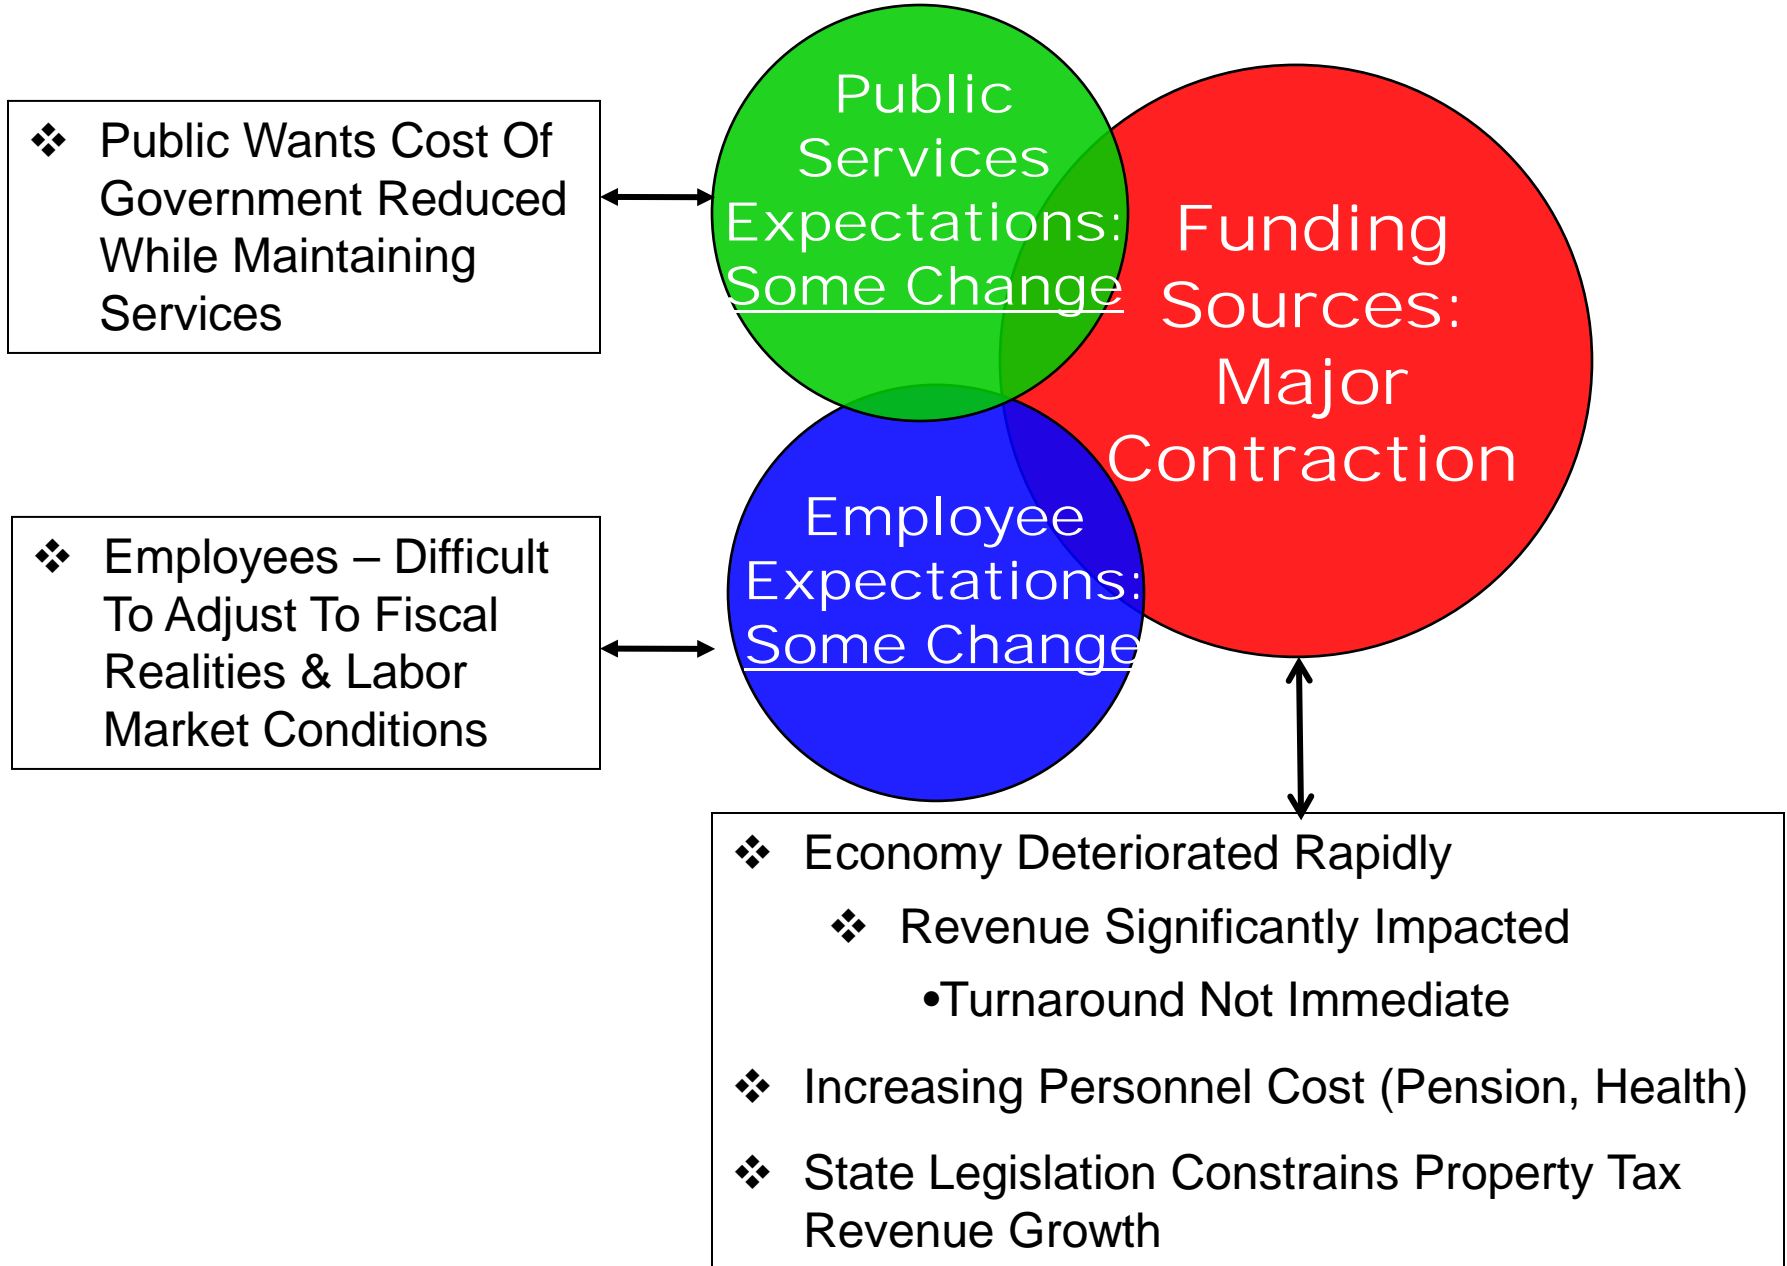 Public
Services
Expectations:
Some Change
Funding
Sources:
Major
Contraction
❖ Public Wants Cost Of
Government Reduced
While Maintaining
Services
Employee
Expectations:
Some Change
❖ Employees – Difficult
To Adjust To Fiscal
Realities & Labor
Market Conditions
❖ Economy Deteriorated Rapidly
❖ Revenue Significantly Impacted
•Turnaround Not Immediate
❖ Increasing Personnel Cost (Pension, Health)
❖ State Legislation Constrains Property Tax
Revenue Growth